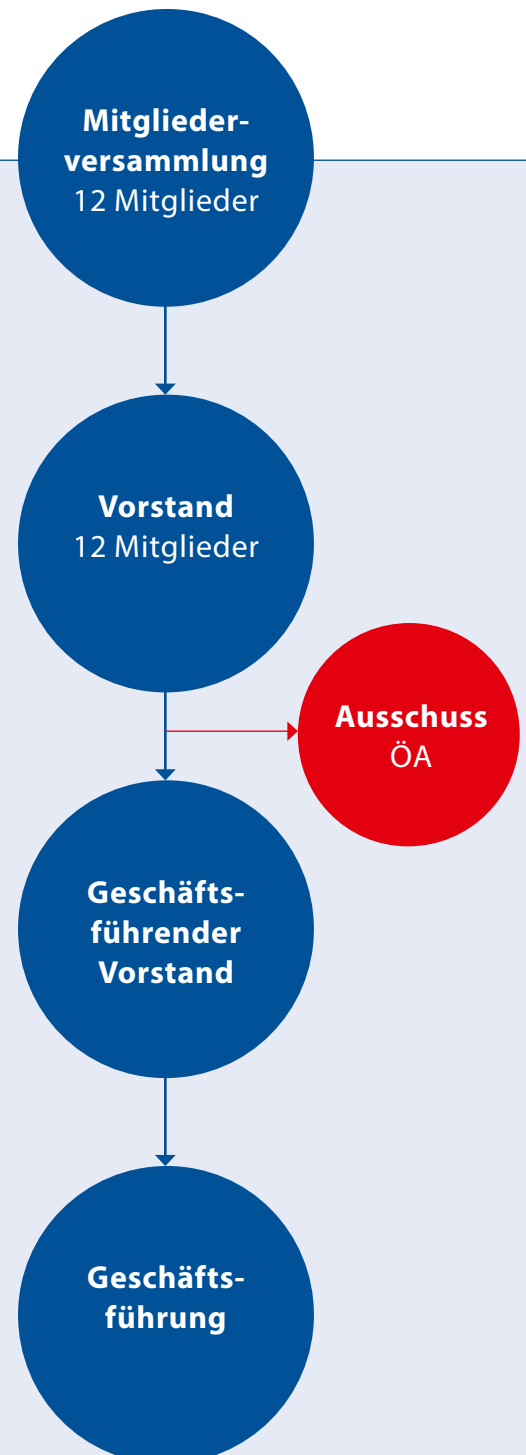 Mitglieder-
versammlung
12 Mitglieder
Vorstand
12 Mitglieder
Ausschuss
ÖA
Geschäfts-
führender
Vorstand
Geschäfts-
führung